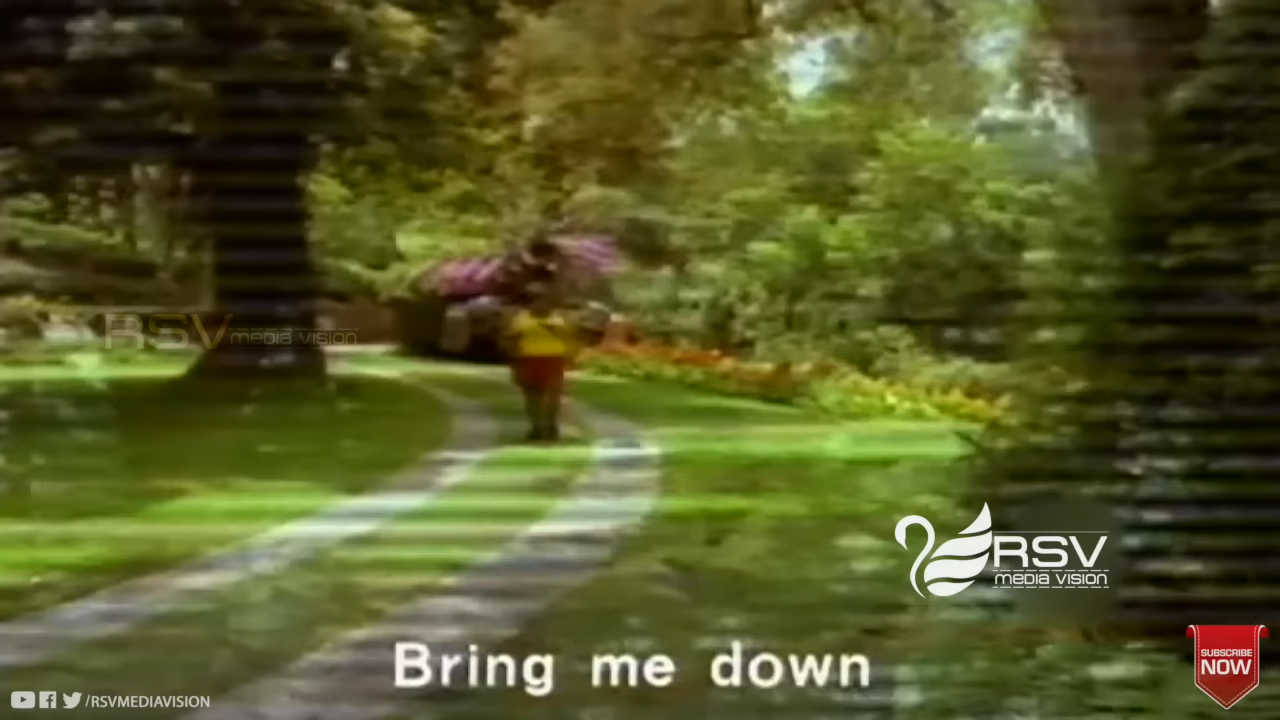 RSV media vision
RSV
media vision
Bring me down
SUBSCRIBE
NOW
/RSVMEDIAVISION